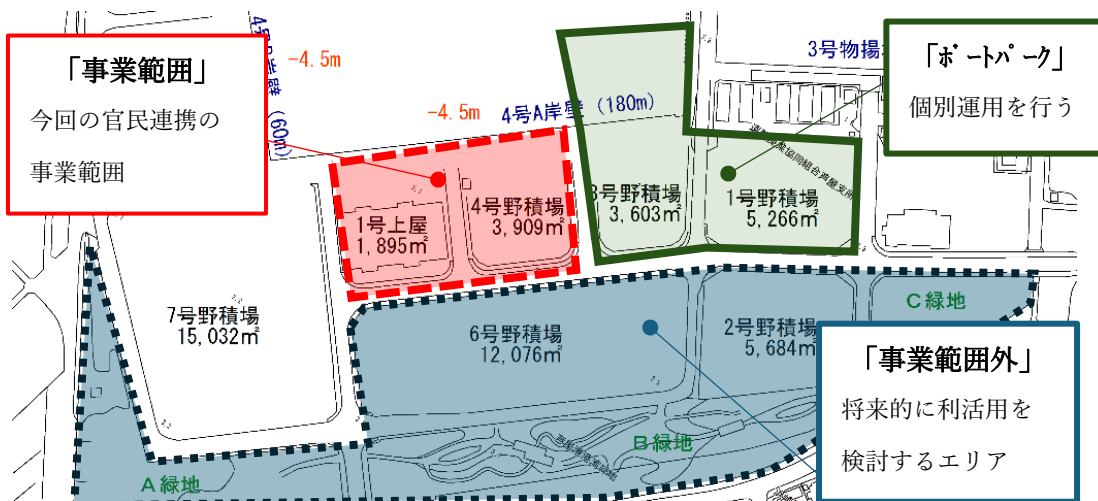 「事業範囲」
今回の官民連携の
事業範囲
-4.5m
(60m)
-4.5m
4号A岸壁 (180m)
「ボートパーク」
個別運用を行う
1号上屋
1,895㎡
4号野積場
3,909㎡
3号野積場
3,603㎡
1号野積場
5,266㎡
7号野積場
15,032㎡
6号野積場
12,076㎡
2号野積場
5,684㎡
C緑地
B緑地
A緑地
「事業範囲外」
将来的に利活用を
検討するエリア